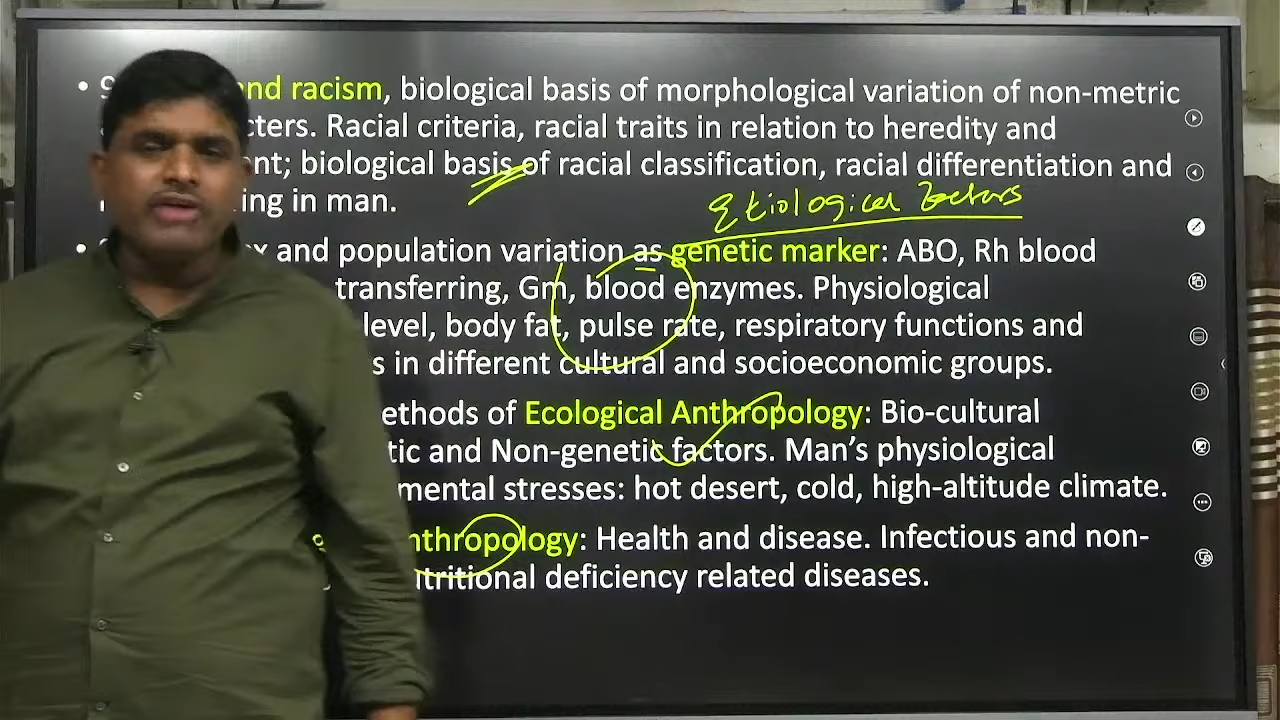 • 9 and racism, biological basis of morphological variation of non-metric
cters. Racial criteria, racial traits in relation to heredity and
ent; biological basis of racial classification, racial differentiation and
ing in man.
Etiological factors
• x and population variation as genetic marker: ABO, Rh blood
transferring, Gm, blood enzymes. Physiological
level, body fat, pulse rate, respiratory functions and
s in different cultural and socioeconomic groups.
ethods of Ecological Anthropology: Bio-cultural
tic and Non-genetic factors. Man’s physiological
mental stresses: hot desert, cold, high-altitude climate.
nthropology: Health and disease. Infectious and non-
utritional deficiency related diseases.